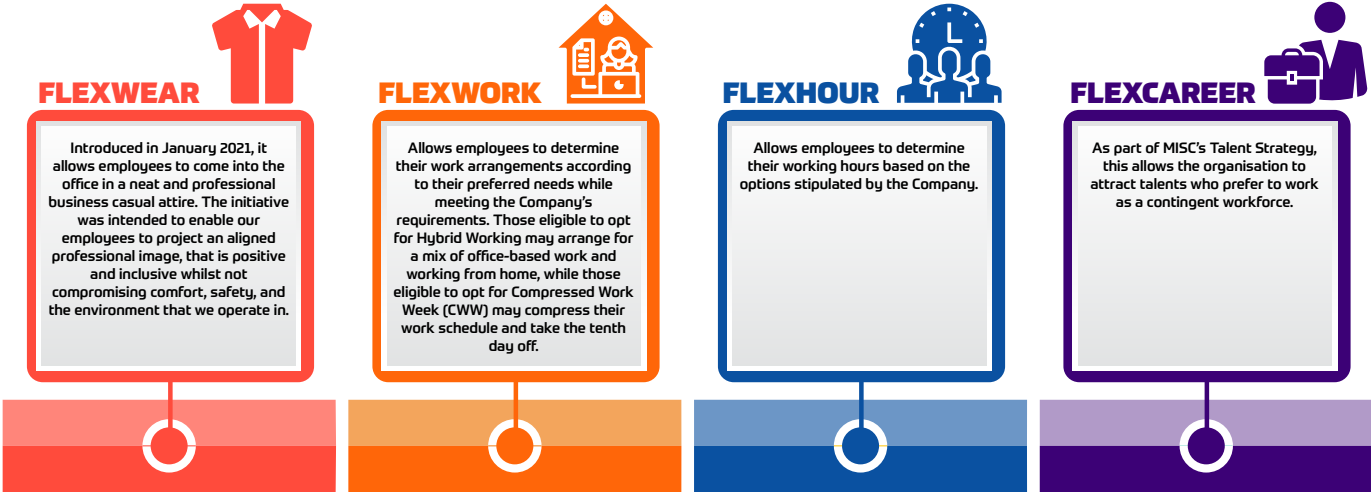 FLEXWEAR
Introduced in January 2021, it
allows employees to come into the
office in a neat and professional
business casual attire. The initiative
was intended to enable our
employees to project an aligned
professional image, that is positive
and inclusive whilst not
compromising comfort, safety, and
the environment that we operate in.
FLEXWORK
Allows employees to determine
their work arrangements according
to their preferred needs while
meeting the Company's
requirements. Those eligible to opt
for Hybrid Working may arrange for
a mix of office-based work and
working from home, while those
eligible to opt for Compressed Work
Week (CWW) may compress their
work schedule and take the tenth
day off.
FLEXHOUR
Allows employees to determine
their working hours based on the
options stipulated by the Company.
FLEXCAREER
As part of MISC's Talent Strategy,
this allows the organisation to
attract talents who prefer to work
as a contingent workforce.